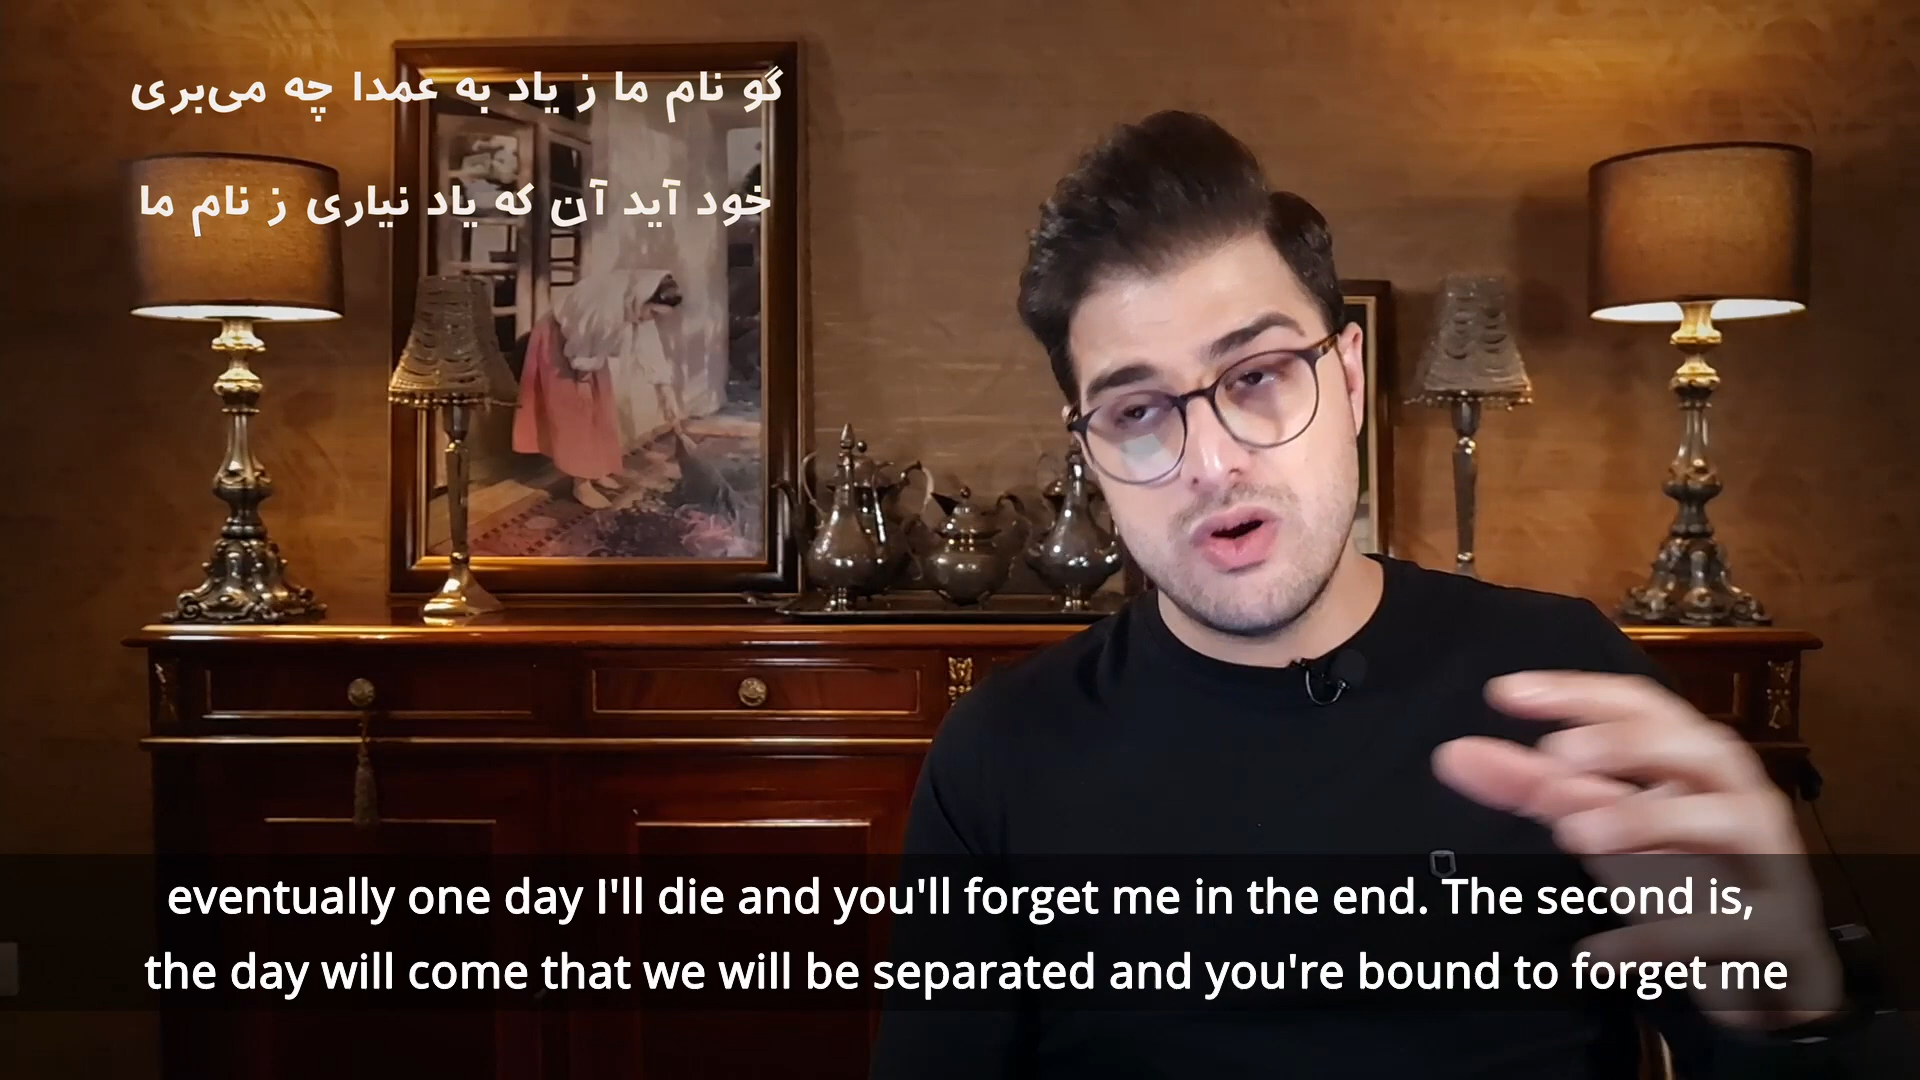 گو نام ما ز یاد به عمدا چه می‌بری
خود آید آن که یاد نیاری ز نام ما
eventually one day I'll die and you'll forget me in the end. The second is,
the day will come that we will be separated and you're bound to forget me